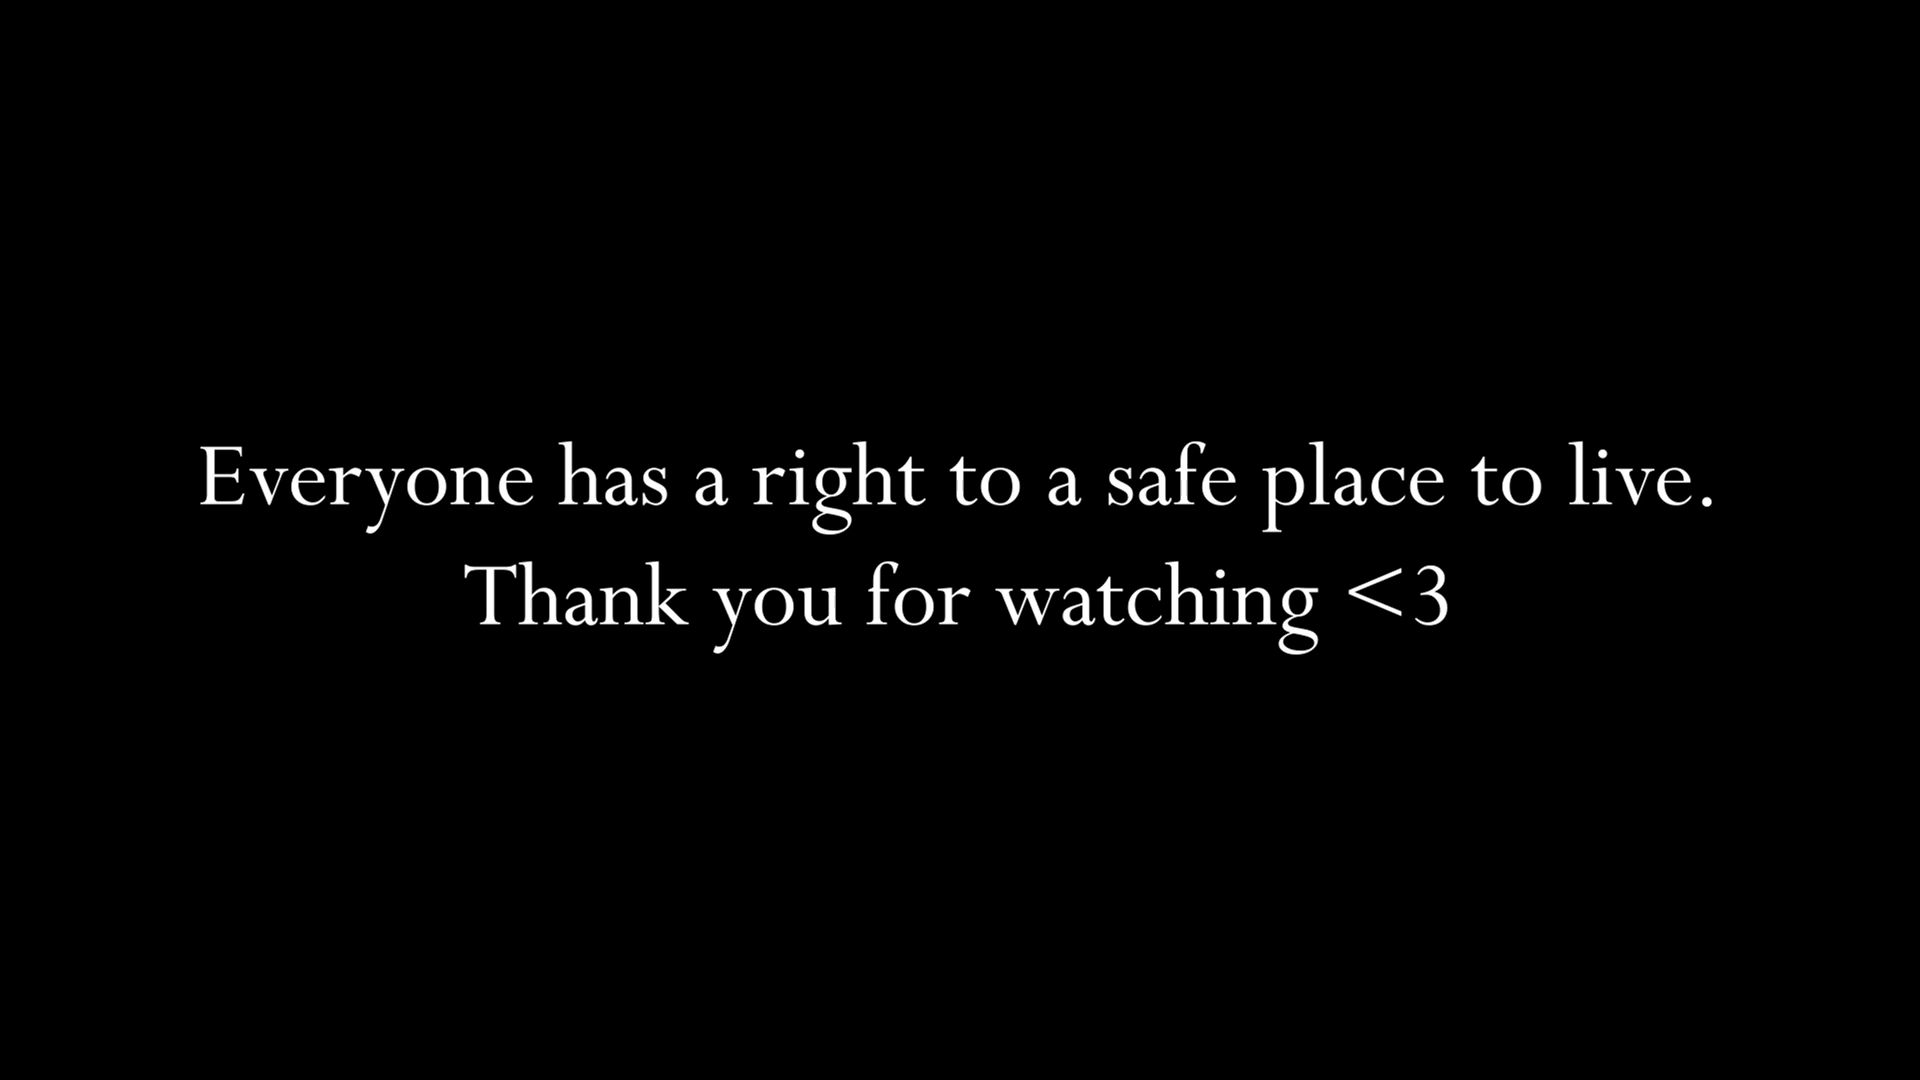 Everyone has a right to a safe place to live.
Thank you for watching <3